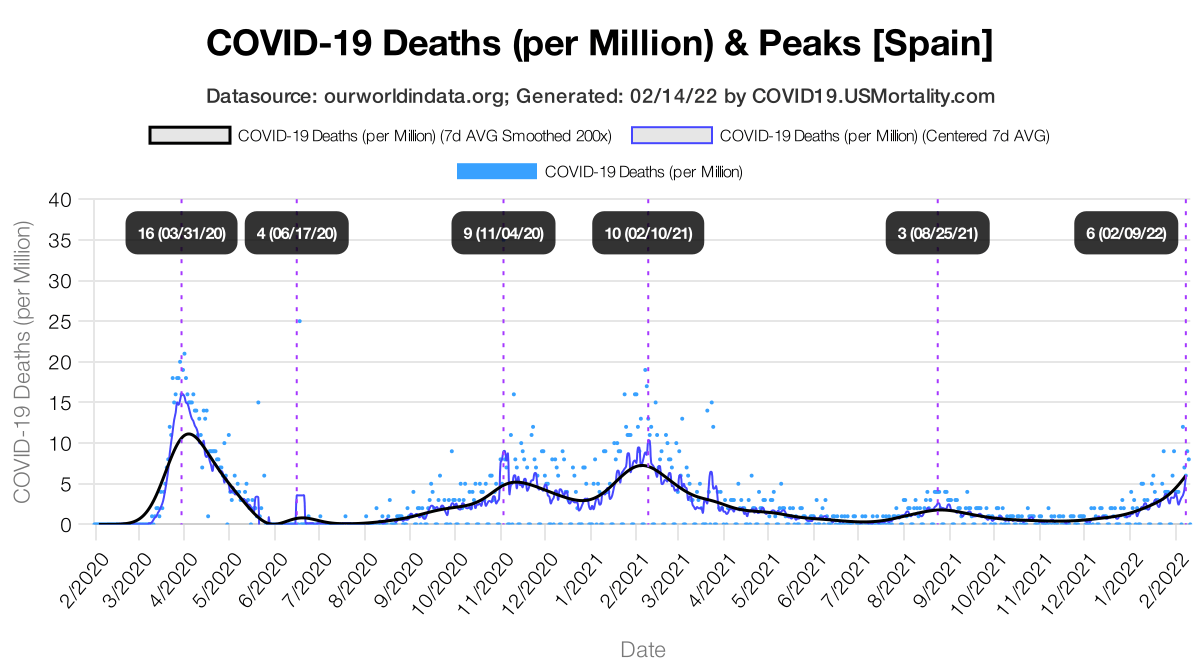 COVID-19 Deaths (per Million) & Peaks [Spain]
Datasource: ourworldindata.org; Generated: 02/14/22 by COVID19.USMortality.com
COVID-19 Deaths (per Million) (7d AVG Smoothed 200x) COVID-19 Deaths (per Million) (Centered 7d AVG)
COVID-19 Deaths (per Million)
COVID-19 Deaths (per Million)
40
35
30
25
20
15
10
5
0
16 (03/31/20) 4 (06/17/20) 9 (11/04/20) 10 (02/10/21) 3 (08/25/21) 6 (02/09/22)
2/2020 3/2020 4/2020 5/2020 6/2020 7/2020 8/2020 9/2020 10/2020 11/2020 12/2020 1/2021 2/2021 3/2021 4/2021 5/2021 6/2021 7/2021 8/2021 9/2021 10/2021 11/2021 12/2021 1/2022 2/2022
Date